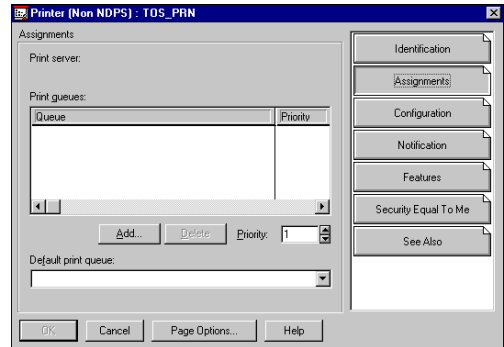 Printer (Non NDPS) : TOS_PRN
Assignments
Print server:
Print queues:
Queue Priority
Add... Delete Priority: 1
Default print queue:
OK Cancel Page Options... Help
Identification
Assignments
Configuration
Notification
Features
Security Equal To Me
See Also